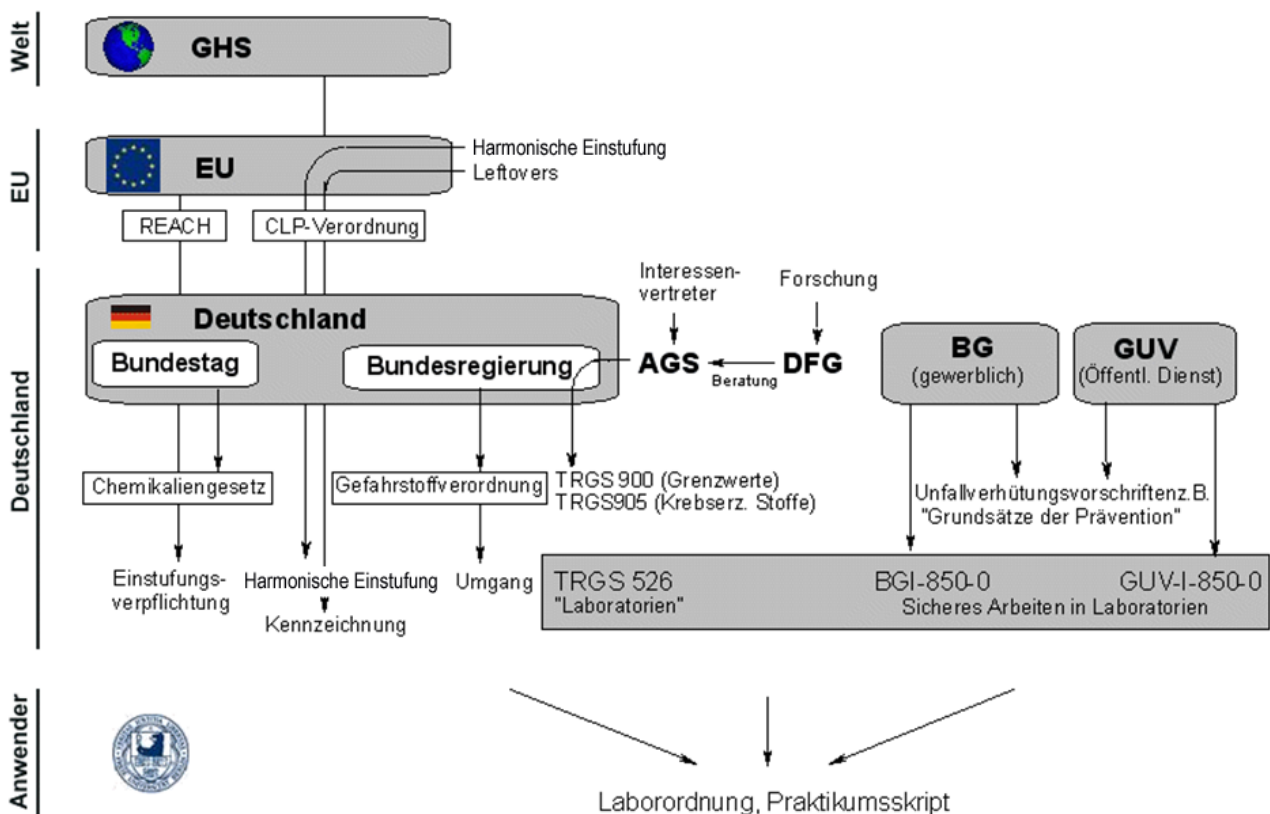 Welt
GHS
EU
EU
Harmonische Einstufung
Leftovers
REACH
CLP-Verordnung
Deutschland
Deutschland
Bundestag
Bundesregierung
Interessen-
vertreter
Forschung
AGS
Beratung
DFG
BG
(gewerblich)
GUV
(Öffentl. Dienst)
Chemikaliengesetz
Gefahrstoffverordnung
TRGS 900 (Grenzwerte)
TRGS905 (Krebserz. Stoffe)
Unfallverhütungsvorschriftenz.B.
"Grundsätze der Prävention"
Einstufungs-
verpflichtung
Harmonische Einstufung
Kennzeichnung
Umgang
TRGS 526
"Laboratorien"
BGI-850-0
GUV-I-850-0
Sicheres Arbeiten in Laboratorien
Anwender
Laborordnung, Praktikumsskript